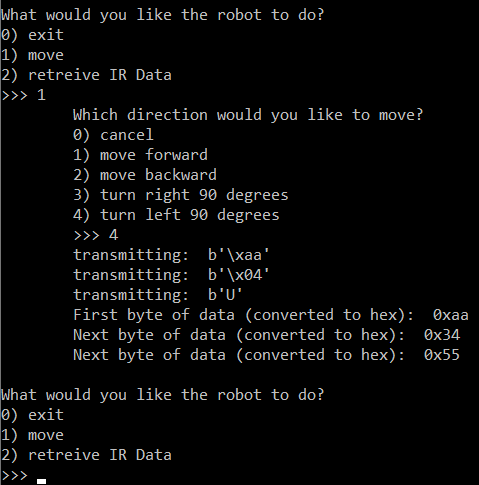 What would you like the robot to do?
0) exit
1) move
2) retreive IR Data
>>> 1
Which direction would you like to move?
0) cancel
1) move forward
2) move backward
3) turn right 90 degrees
4) turn left 90 degrees
>>> 4
transmitting:  b'\xaa'
transmitting:  b'\x04'
transmitting:  b'U'
First byte of data (converted to hex):  0xaa
Next byte of data (converted to hex):  0x34
Next byte of data (converted to hex):  0x55
What would you like the robot to do?
0) exit
1) move
2) retreive IR Data
>>>